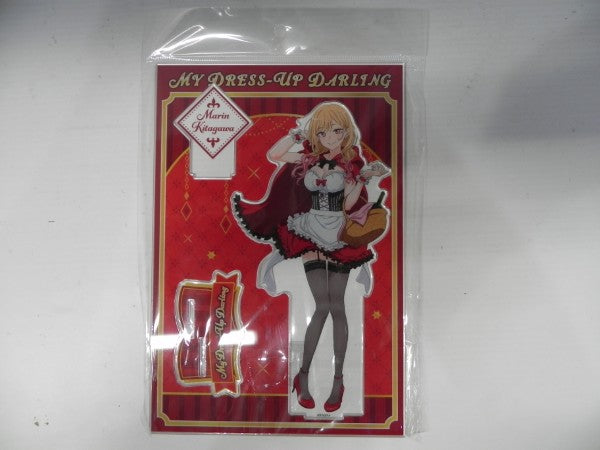 MY DRESS-UP DARLING
Marin
Kitagawa
My Dress-Up Darling